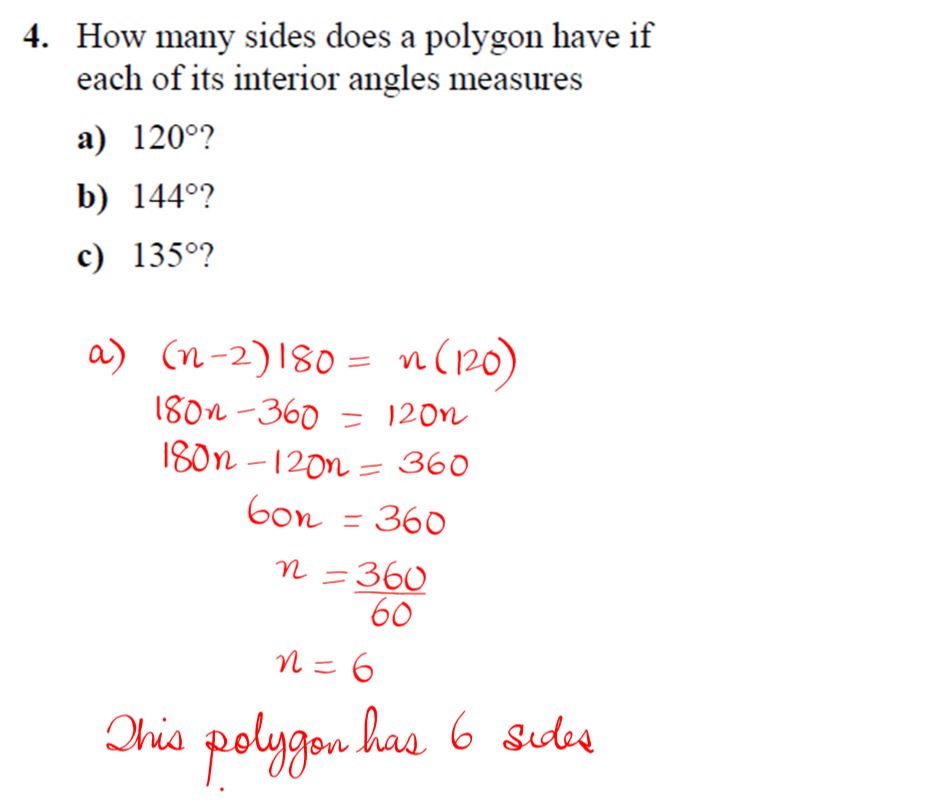 4. How many sides does a polygon have if
each of its interior angles measures
a) 120°?
b) 144°?
c) 135°?
a) (n-2)180 = n(120)
180n - 360 = 120n
180n - 120n = 360
60n = 360
n = 360/60
n = 6
This polygon has 6 sides